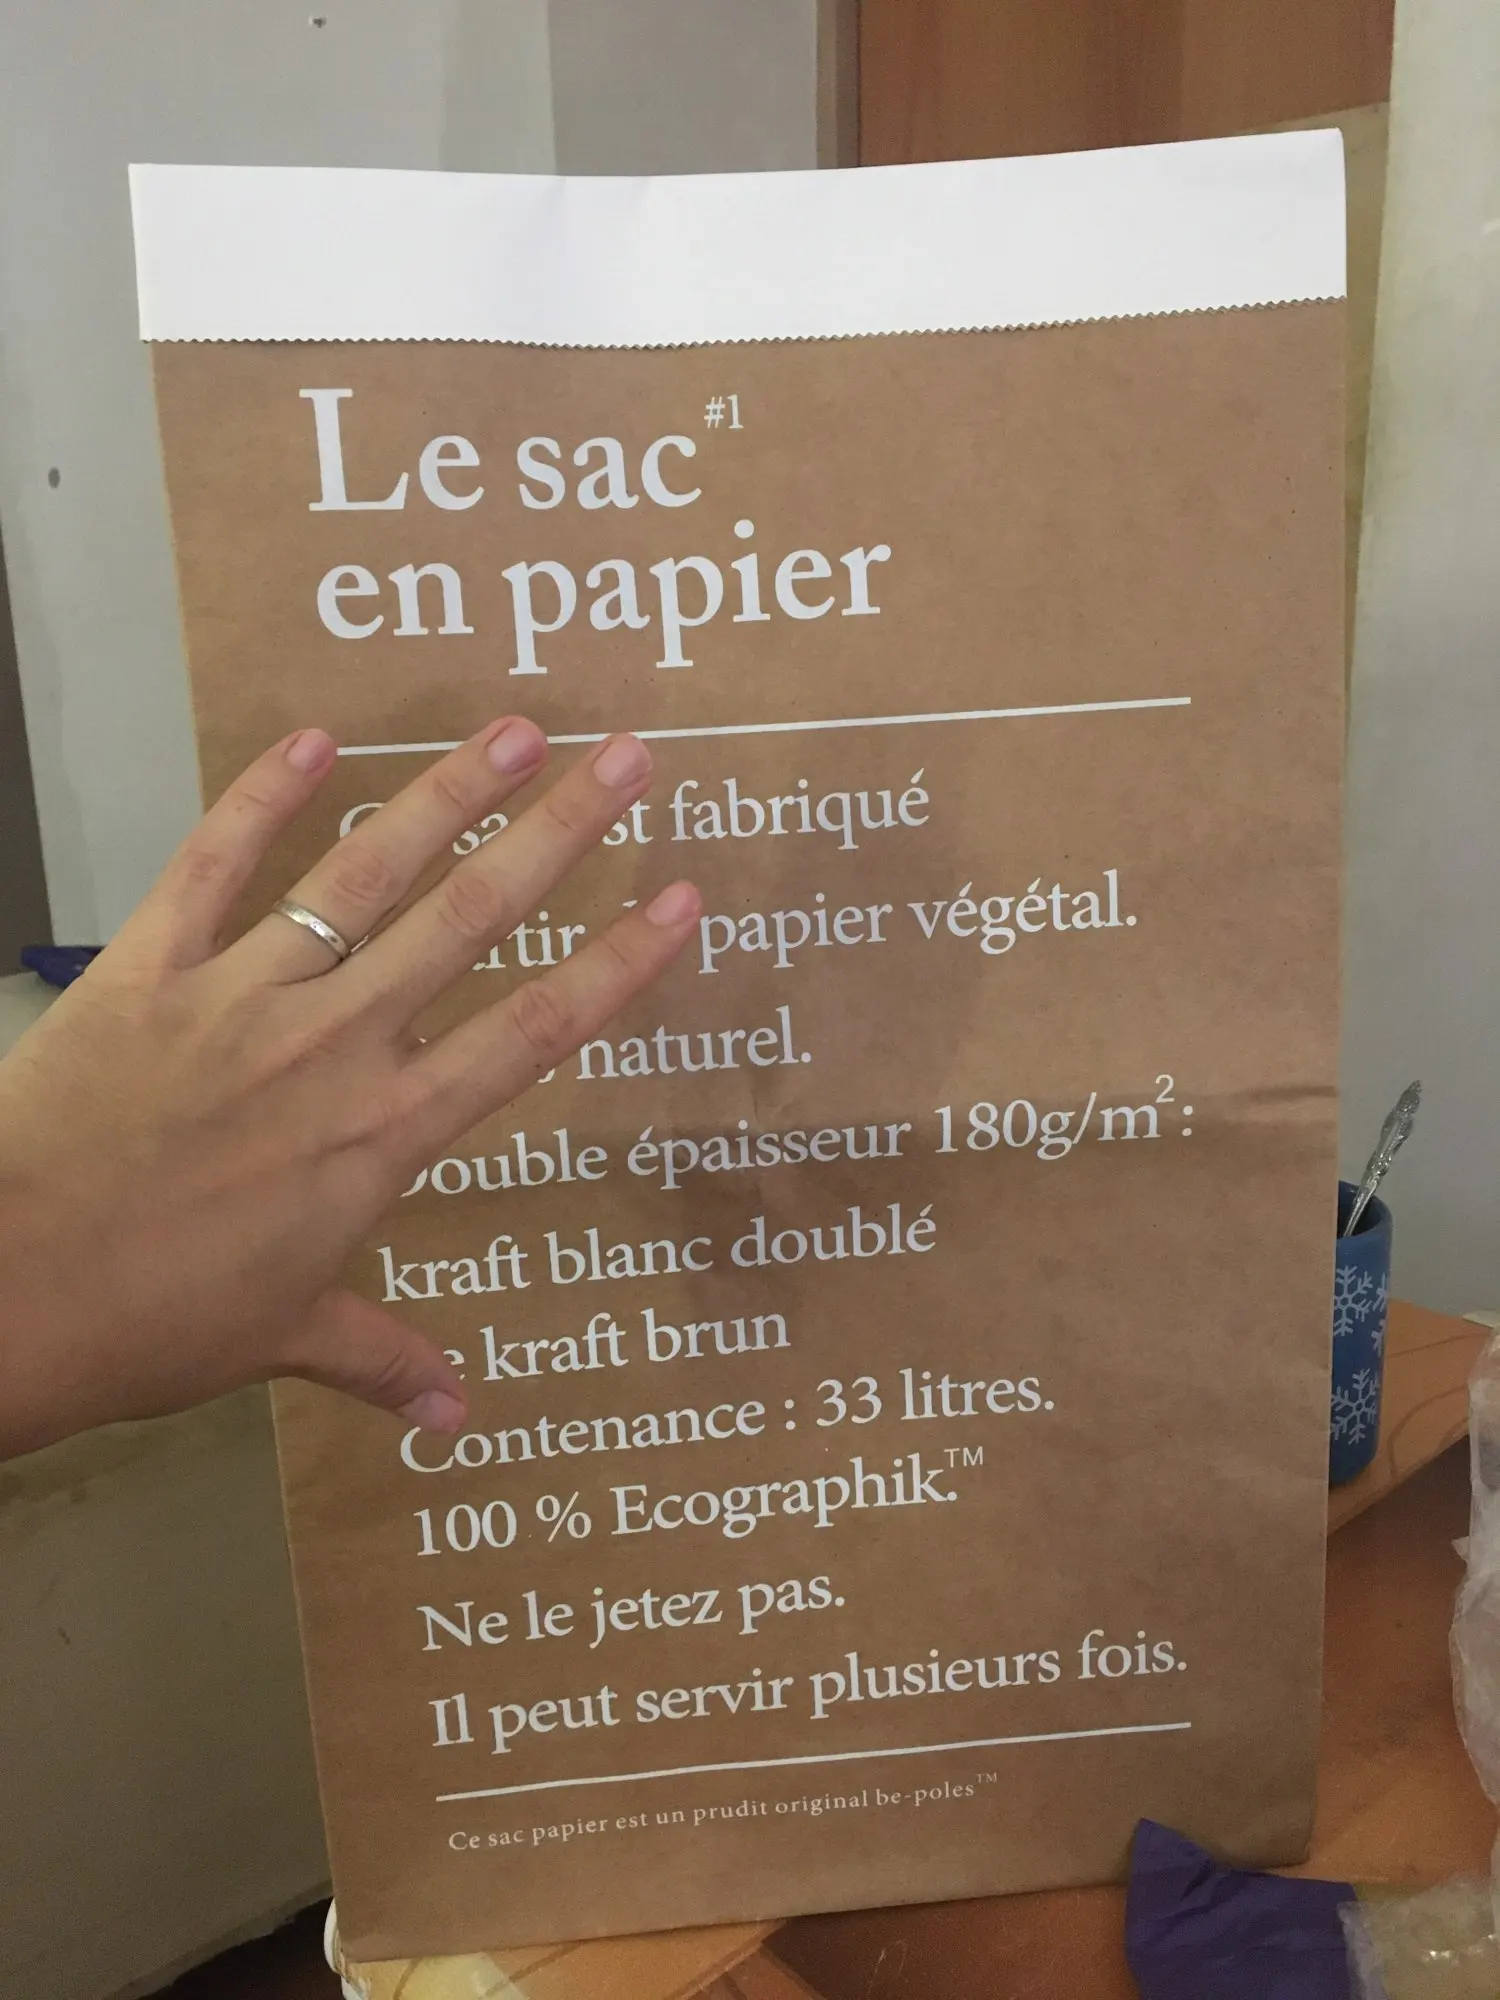 Le sac #1
en papier
fabriqué
papier végétal.
naturel.
Double épaisseur 180g/m²:
kraft blanc doublé
kraft brun
Contenance : 33 litres.
100 % Ecographik.™
Ne le jetez pas.
Il peut servir plusieurs fois.
Ce sac papier est un prudit original be-poles™